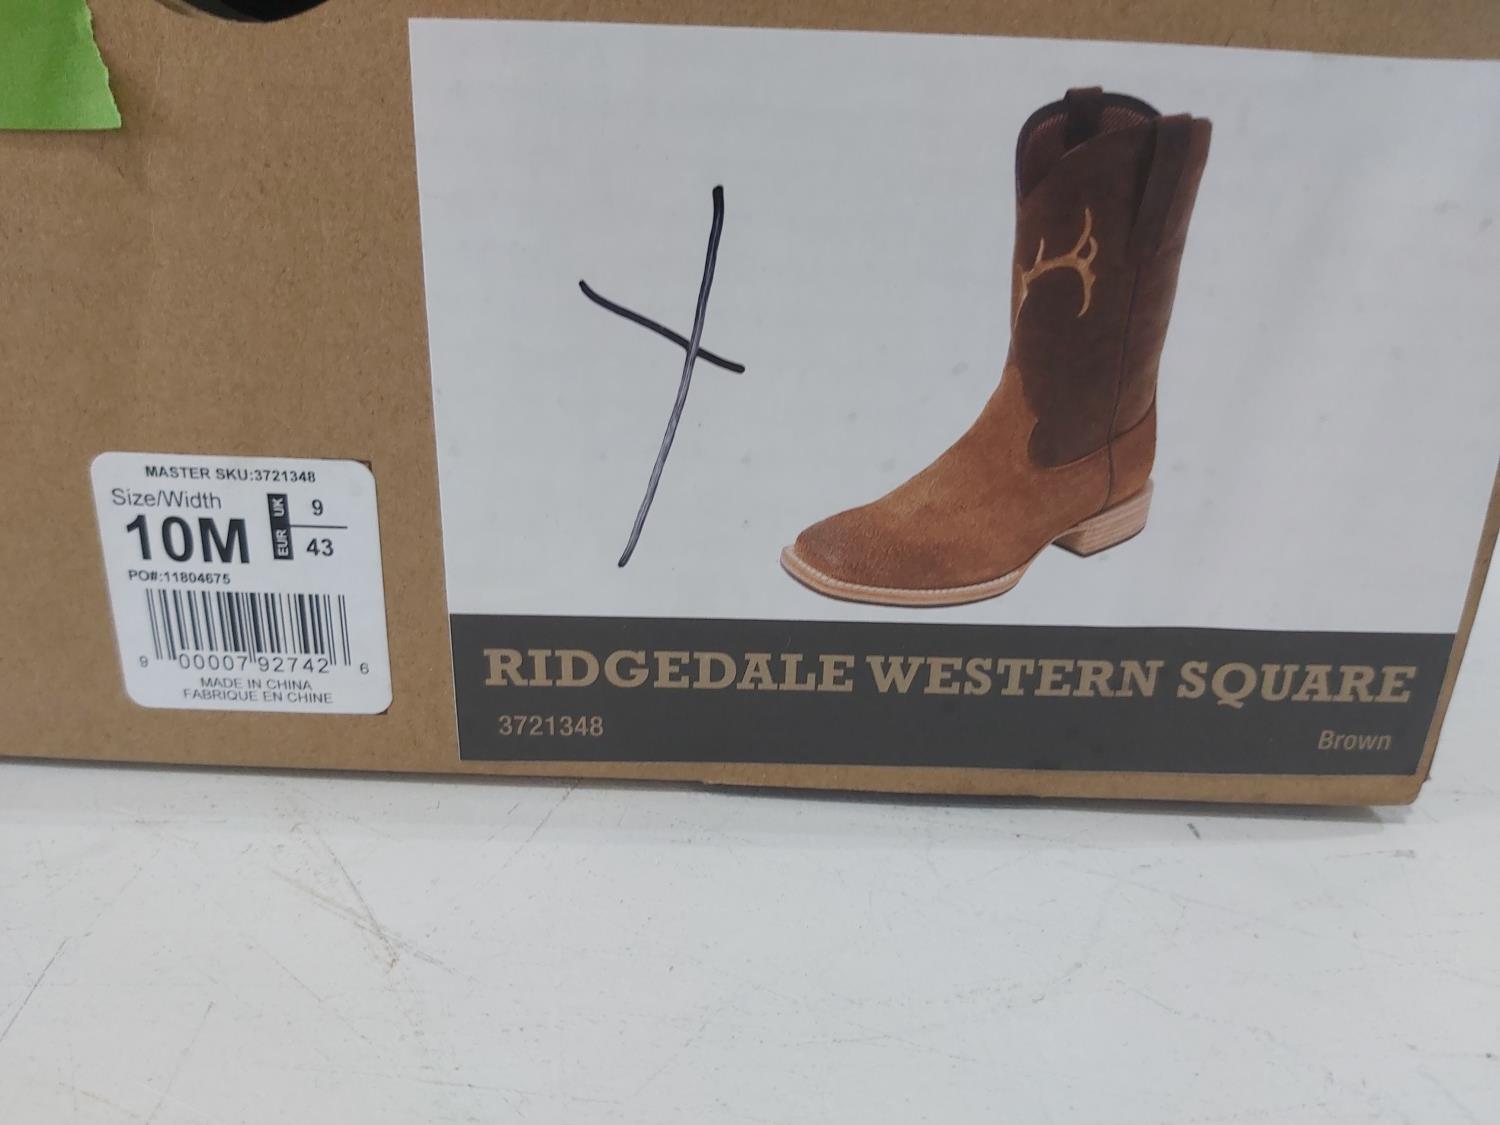 MASTER SKU:3721348
Size/Width
10M
UK 9
EUR 43
PO#:11804675
9 00007 92742 6
MADE IN CHINA
FABRIQUE EN CHINE
RIDGEDALE WESTERN SQUARE
3721348
Brown